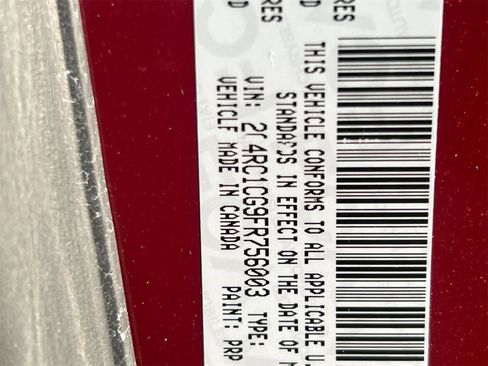 RES
D
THIS VEHICLE CONFORMS TO ALL APPLICABLE U.
STANDARDS IN EFFECT ON THE DATE OF M
VIN: 2C4RC1CG9FR756003 TYPE:
VEHICLE MADE IN CANADA PAINT: PRP